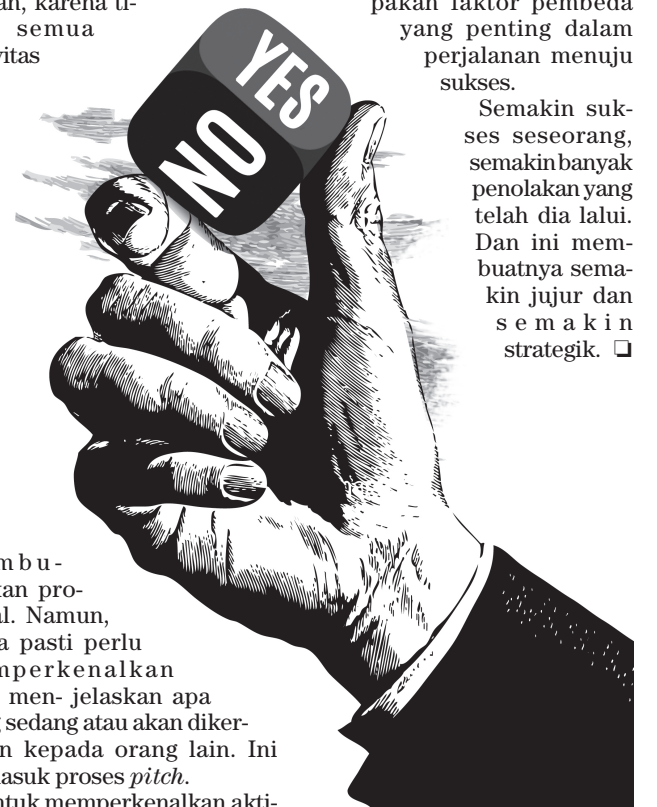 an, karena ti-
semua
vitas
YES
NO
mbu-
kan pro-
al. Namun,
a pasti perlu
mperkenalkan
men- jelaskan apa
g sedang atau akan diker-
n kepada orang lain. Ini
masuk proses pitch.
ntuk memperkenalkan akti-
pakan faktor pembeda
yang penting dalam
perjalanan menuju
sukses.
Semakin suk-
ses seseorang,
semakin banyak
penolakan yang
telah dia lalui.
Dan ini mem-
buatnya sema-
kin jujur dan
semakin
strategik. ❏